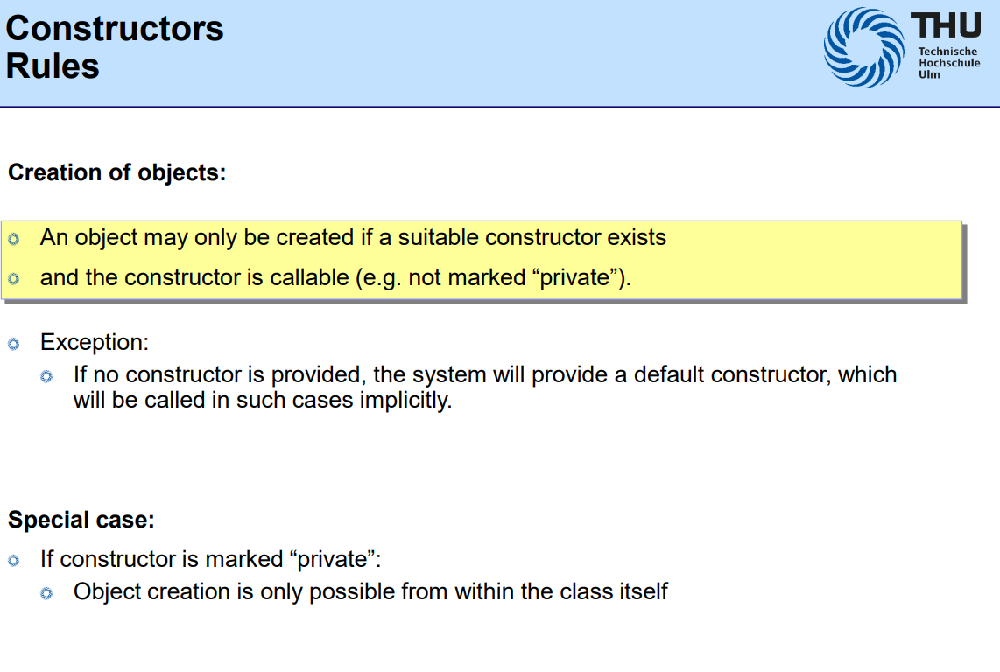 Constructors
Rules
THU
Technische
Hochschule
Ulm
Creation of objects:
An object may only be created if a suitable constructor exists
and the constructor is callable (e.g. not marked “private”).
Exception:
If no constructor is provided, the system will provide a default constructor, which
will be called in such cases implicitly.
Special case:
If constructor is marked “private”:
Object creation is only possible from within the class itself